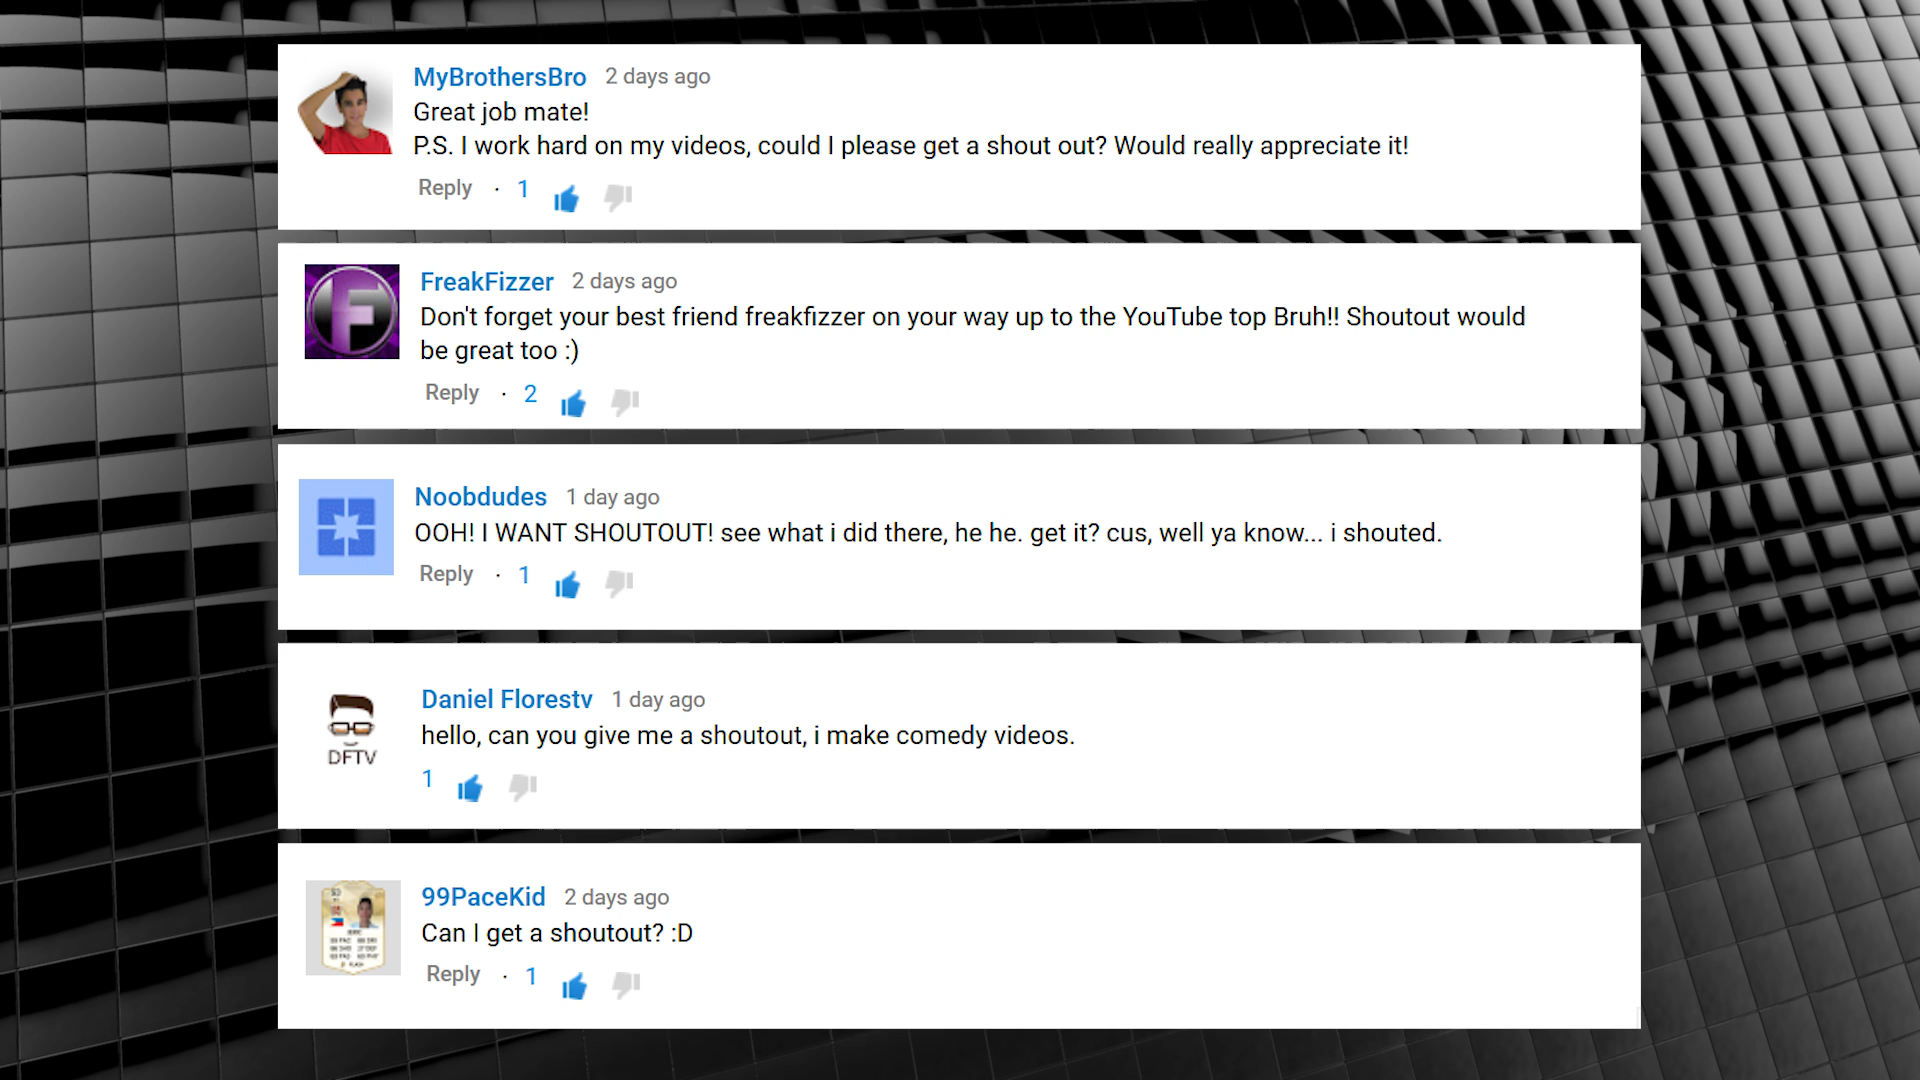 MyBrothersBro 2 days ago
Great job mate!
P.S. I work hard on my videos, could I please get a shout out? Would really appreciate it!
Reply · 1
F
FreakFizzer 2 days ago
Don't forget your best friend freakfizzer on your way up to the YouTube top Bruh!! Shoutout would
be great too :)
Reply · 2
Noobdudes 1 day ago
OOH! I WANT SHOUTOUT! see what i did there, he he. get it? cus, well ya know... i shouted.
Reply · 1
DFTV
Daniel Florestv 1 day ago
hello, can you give me a shoutout, i make comedy videos.
1
99PaceKid 2 days ago
Can I get a shoutout? :D
Reply · 1